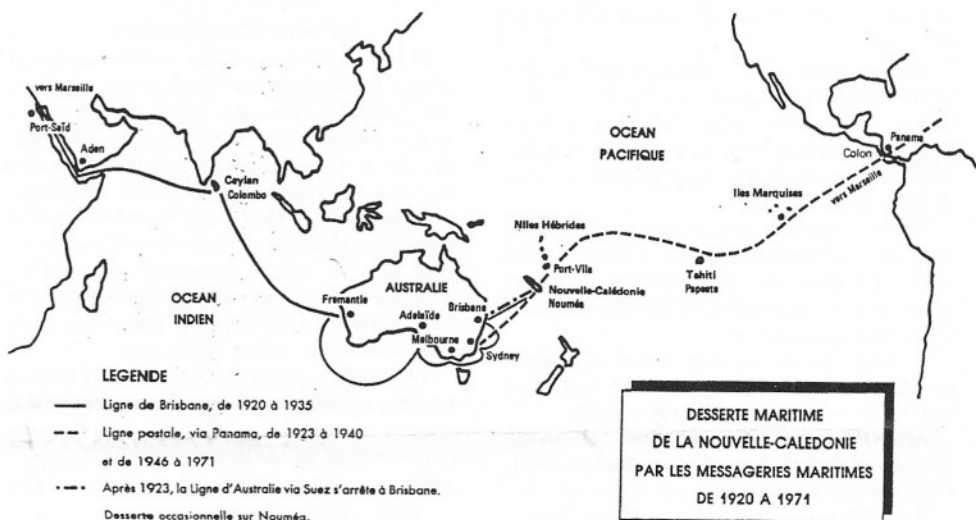 vers Marseille
Port-Saïd
Aden
Ceylan
Colombo
OCEAN
INDIEN
OCEAN
PACIFIQUE
Fremantle
AUSTRALIE
Adelaïde
Melbourne
Brisbane
Sydney
Nlles Hébrides
Port-Vila
Nouvelle-Calédonie
Nouméa
Tahiti
Papeete
Iles Marquises
vers Marseille
Panama
Colon
LEGENDE
Ligne de Brisbane, de 1920 à 1935
Ligne postale, via Panama, de 1923 à 1940
et de 1946 à 1971
Après 1923, la Ligne d'Australie via Suez s'arrête à Brisbane.
Desserte occasionnelle sur Nouméa.
DESSERTE MARITIME
DE LA NOUVELLE-CALEDONIE
PAR LES MESSAGERIES MARITIMES
DE 1920 A 1971